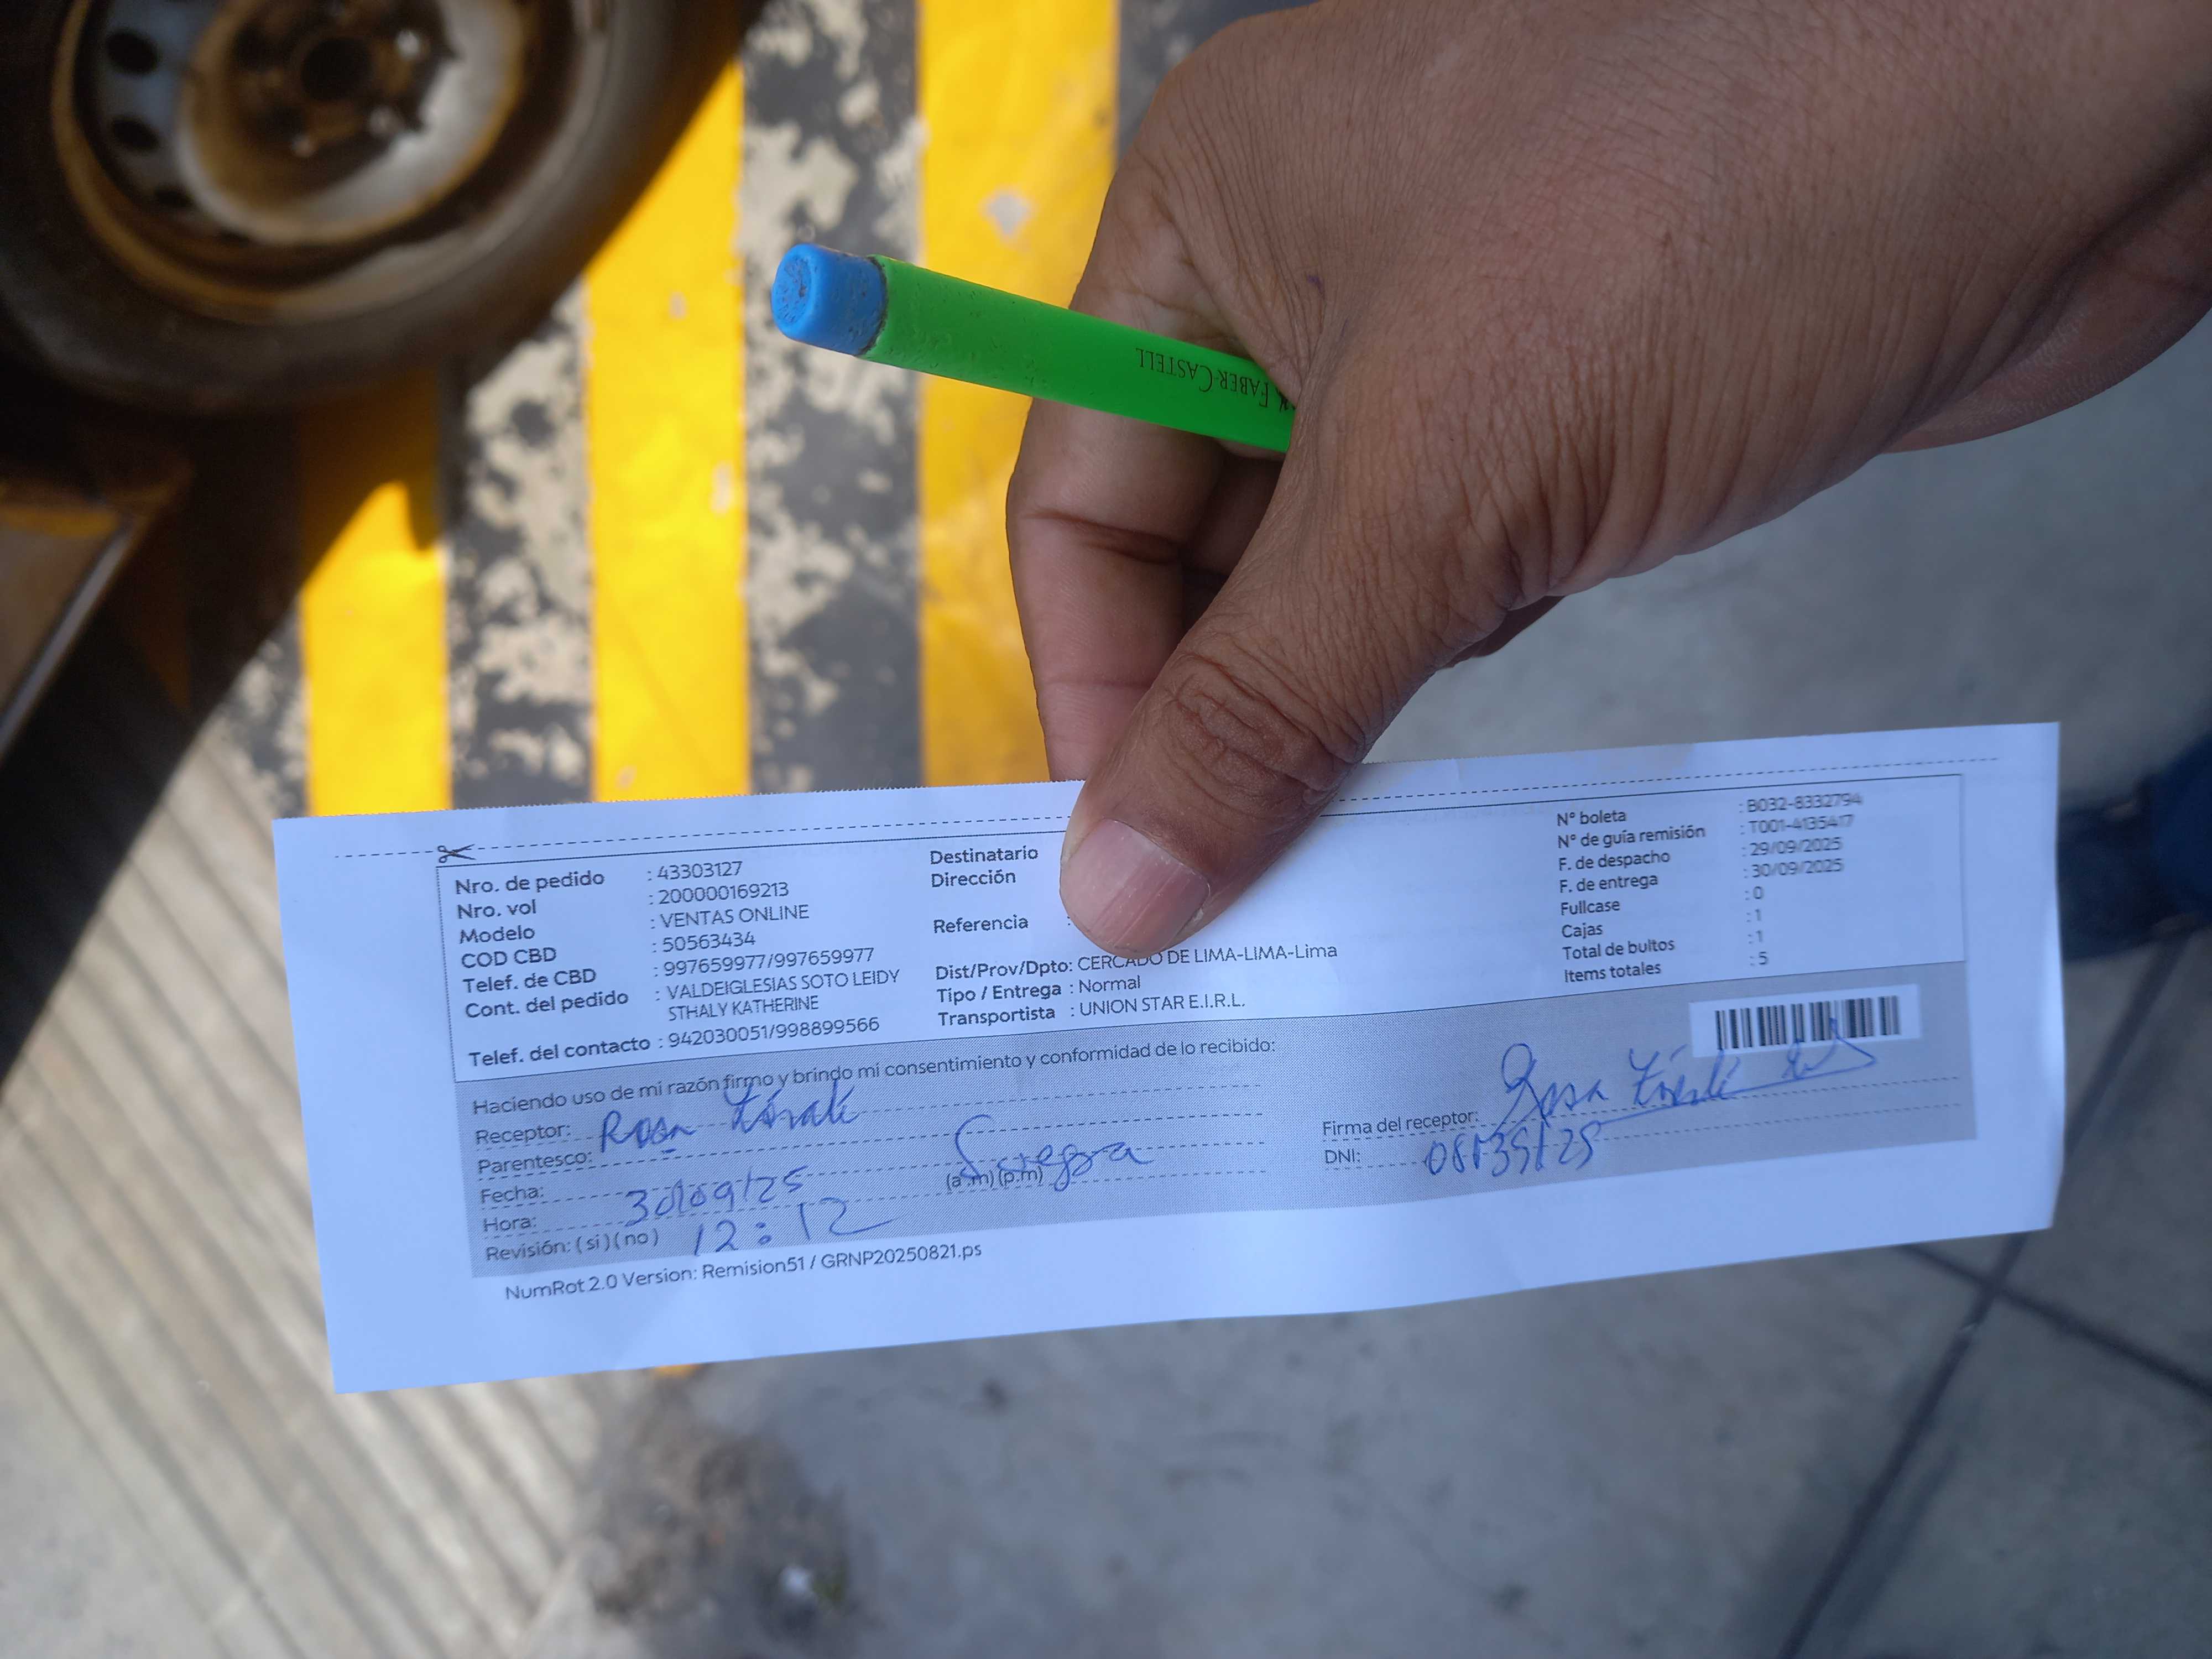 FABER-CASTELL
Nro. de pedido : 43303127
Nro. vol : 200000169213
Modelo : VENTAS ONLINE
COD CBD : 50563434
Telef. de CBD : 997659977/997659977
Cont. del pedido : VALDEIGLESIAS SOTO LEIDY
STHALY KATHERINE
Telef. del contacto : 942030051/998899566
Destinatario
Dirección
Referencia :
Dist/Prov/Dpto: CERCADO DE LIMA-LIMA-Lima
Tipo / Entrega : Normal
Transportista : UNION STAR E.I.R.L.
N° boleta : B032-8332794
N° de guía remisión : T001-4135417
F. de despacho : 29/09/2025
F. de entrega : 30/09/2025
Fullcase : 0
Cajas : 1
Total de bultos : 1
Items totales : 5
Haciendo uso de mi razón firmo y brindo mi consentimiento y conformidad de lo recibido:
Receptor: Rosa
Parentesco: Suegra
Fecha: 30/09/25
Hora: 12:12 (a.m) (p.m)
Revisión: ( si ) ( no )
Firma del receptor: Rosa
DNI:
NumRot 2.0 Version: Remision51 / GRNP20250821.ps